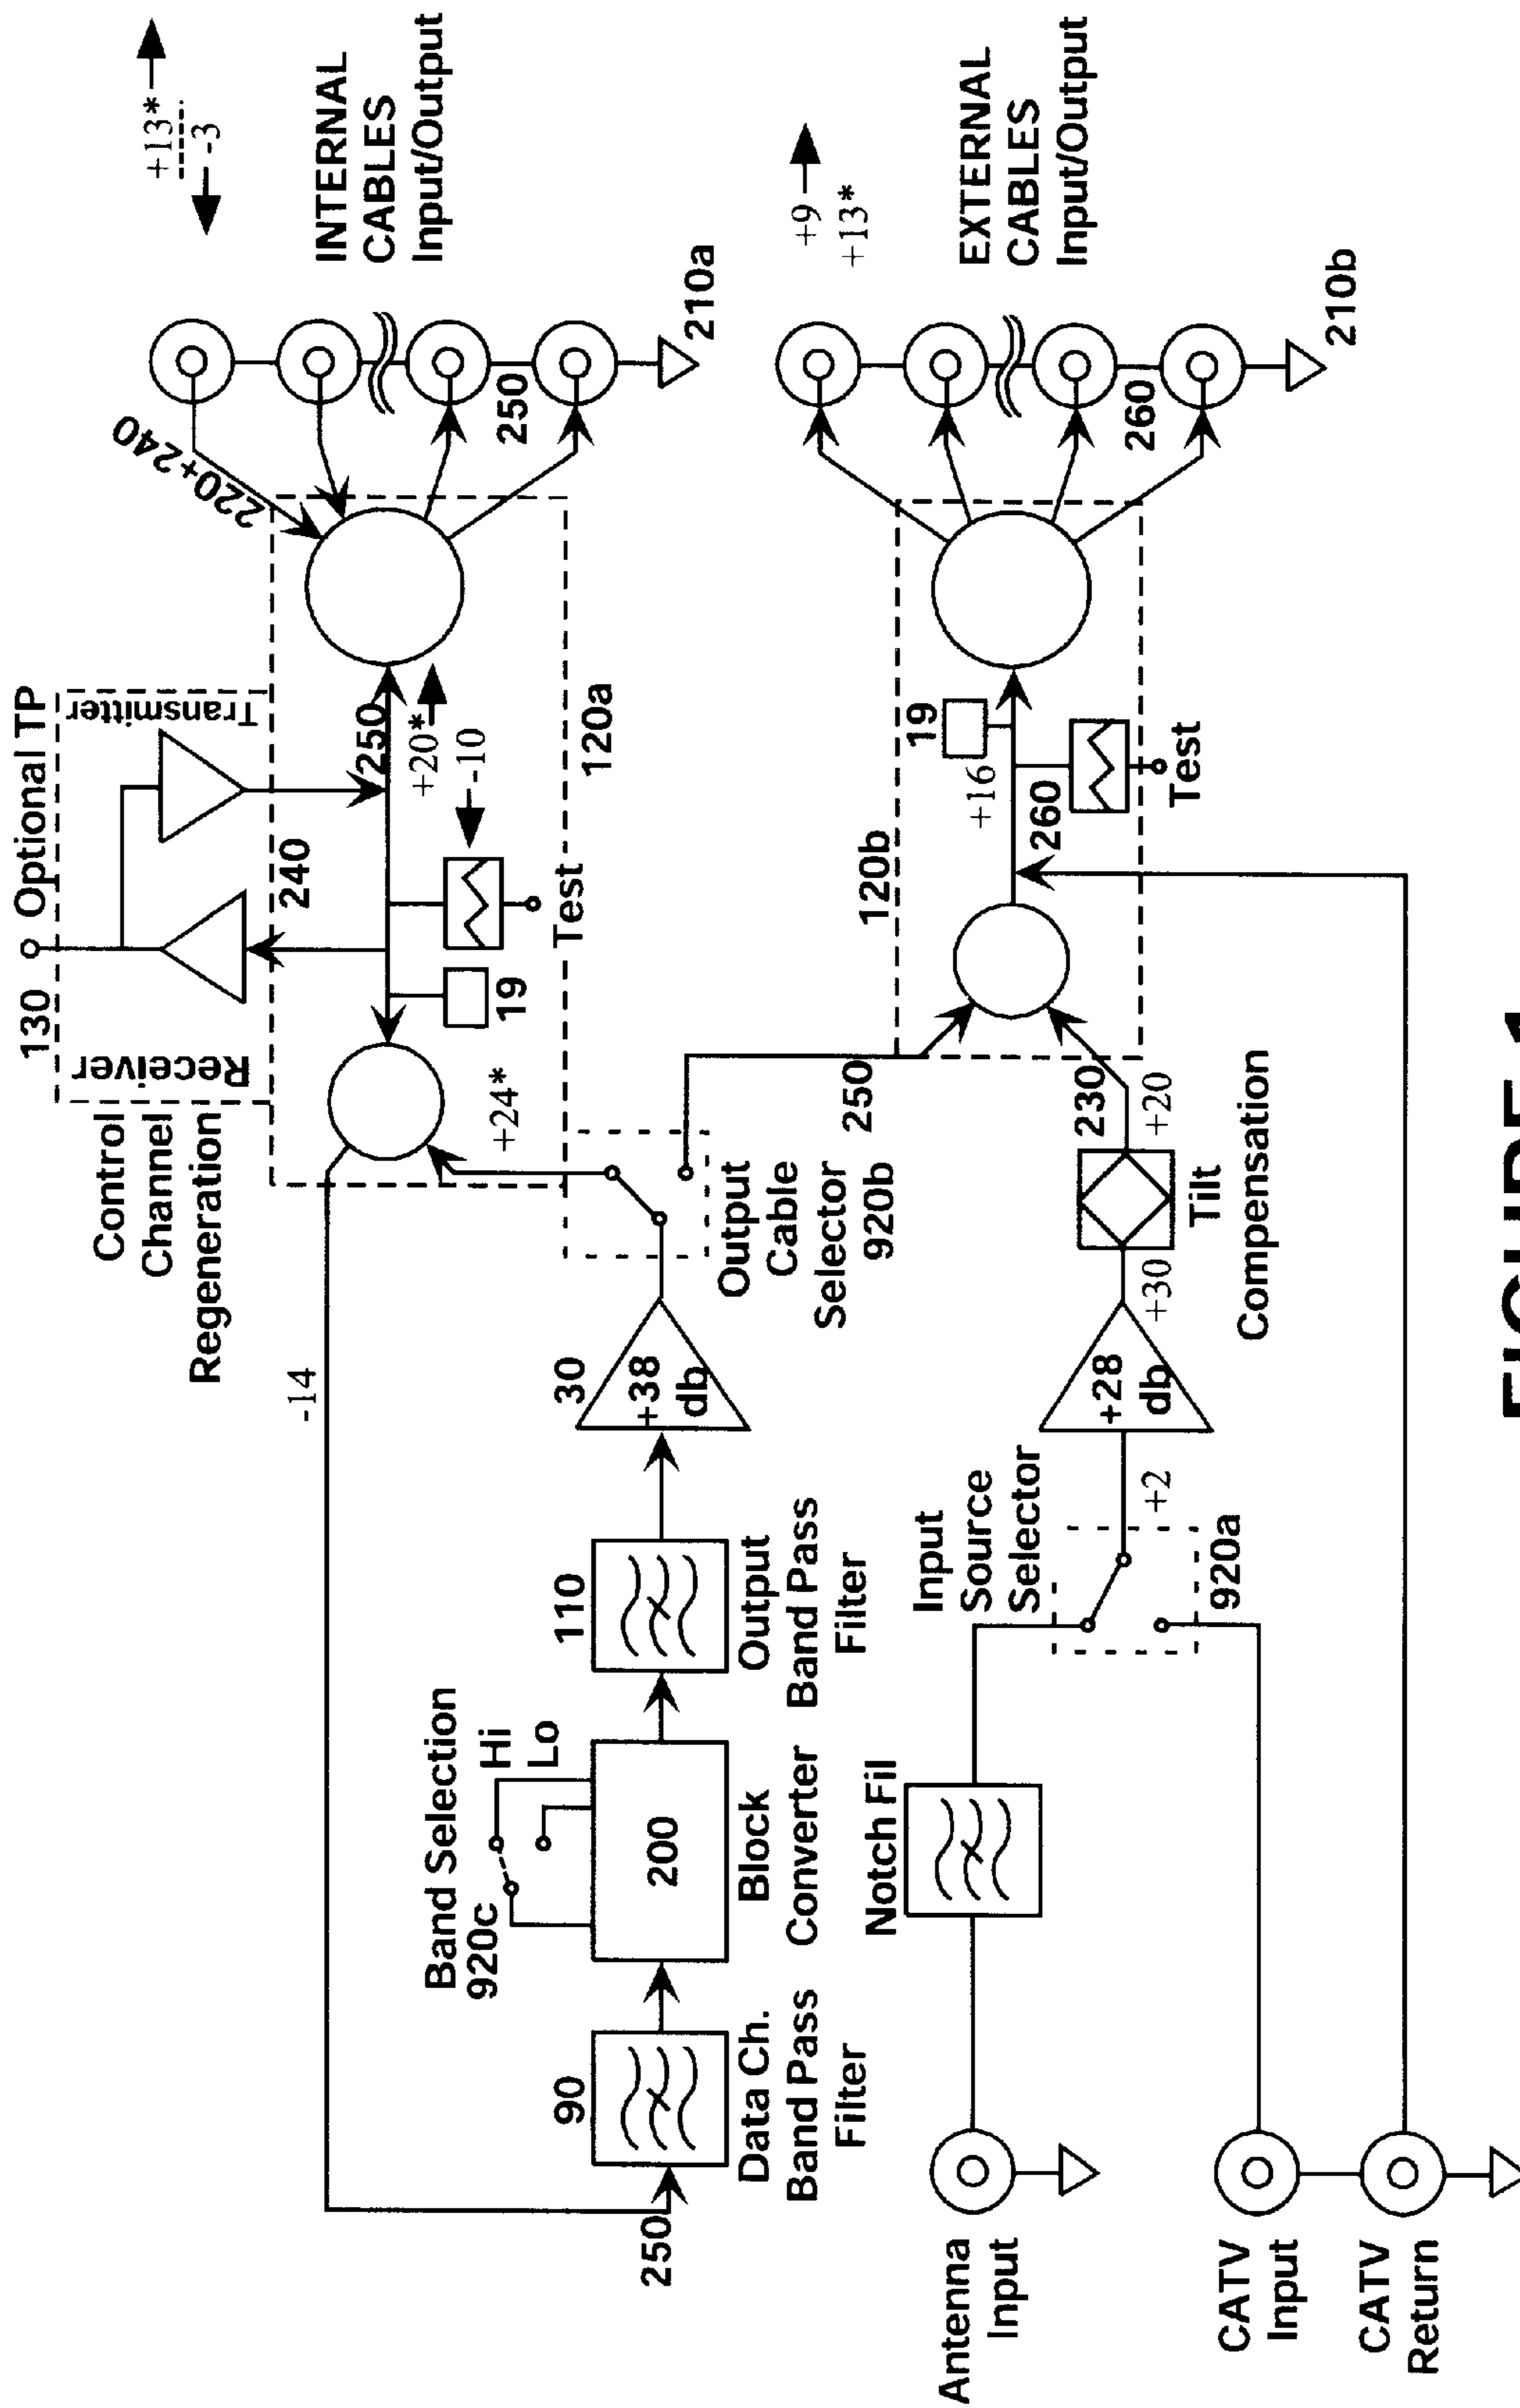 130
Optional TP
Receiver
Transmitter
Control
Channel
Regeneration
240
220+240
+13*
-3
INTERNAL
CABLES
Input/Output
-14
250
+20*
-10
19
Test
120a
250
210a
+24*
Band Selection
920c
Hi
Lo
250
90
Data Ch.
Band Pass
Filter
200
Block
Converter
110
Output
Band Pass
Filter
30
+38
db
Output
Cable
Selector
920b
250
120b
+16
19
260
Test
260
+9
+13*
EXTERNAL
CABLES
Input/Output
210b
Antenna
Input
Notch Fil
Input
Source
Selector
920a
+2
+28
db
+30
Tilt
Compensation
230
+20
CATV
Input
CATV
Return